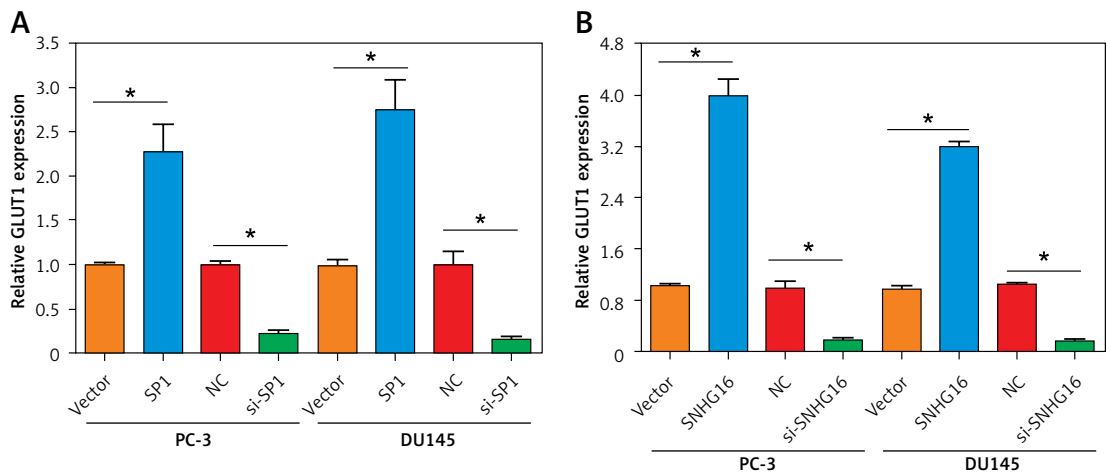 A
Relative GLUT1 expression
3.5
3.0
2.5
2.0
1.5
1.0
0.5
0
*
*
*
*
Vector
SP1
NC
si-SP1
Vector
SP1
NC
si-SP1
PC-3
DU145
B
Relative GLUT1 expression
4.8
4.0
3.2
2.4
1.6
0.8
0
*
*
*
*
Vector
SNHG16
NC
si-SNHG16
Vector
SNHG16
NC
si-SNHG16
PC-3
DU145